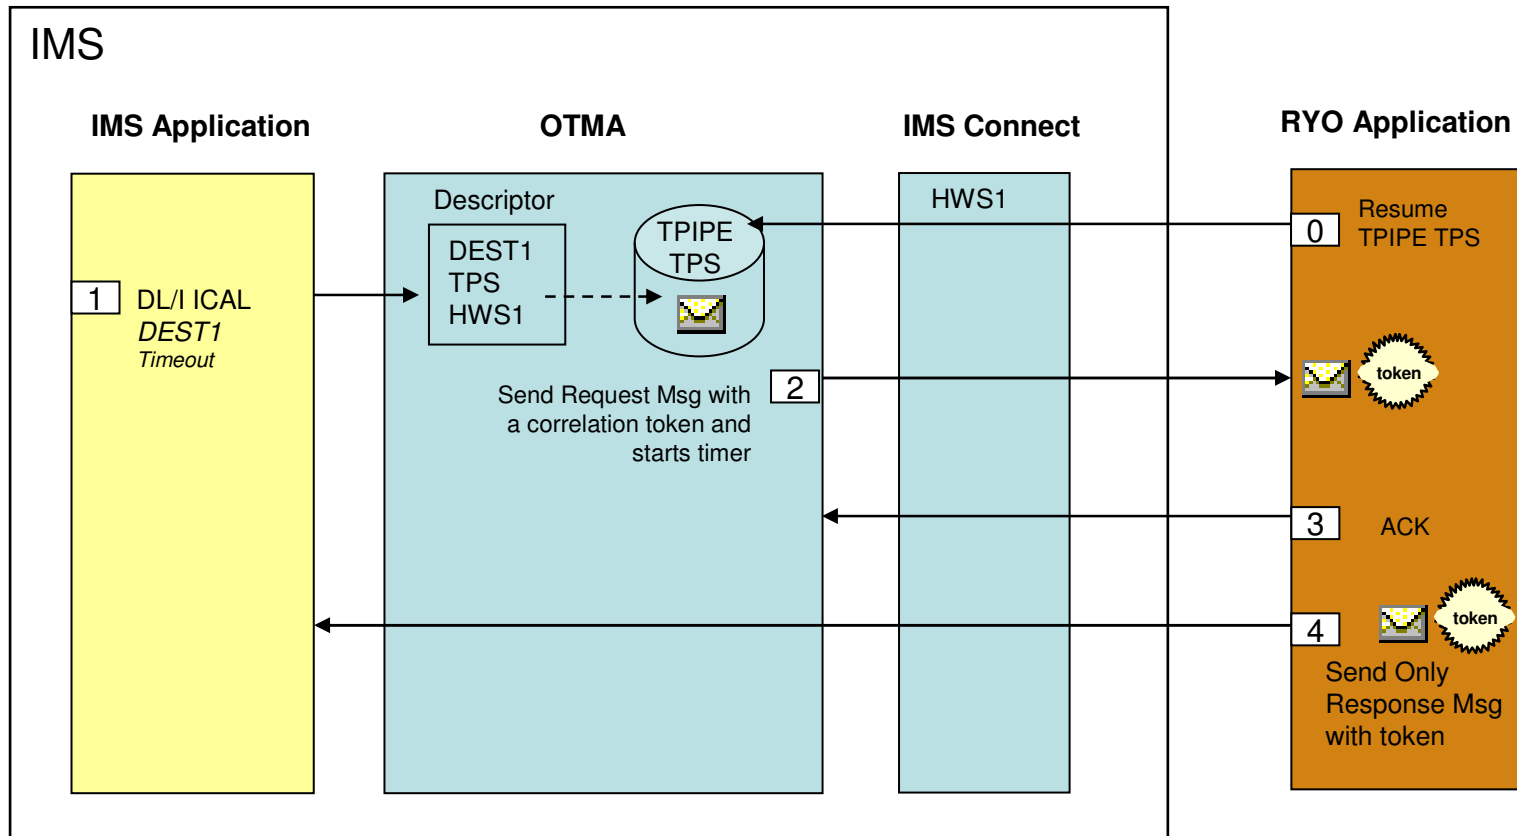 IMS
IMS Application
OTMA
IMS Connect
RYO Application
Descriptor
DEST1
TPS
HWS1
TPIPE
TPS
HWS1
0
Resume
TPIPE TPS
1
DL/I ICAL
DEST1
Timeout
2
Send Request Msg with
a correlation token and
starts timer
token
3
ACK
4
token
Send Only
Response Msg
with token